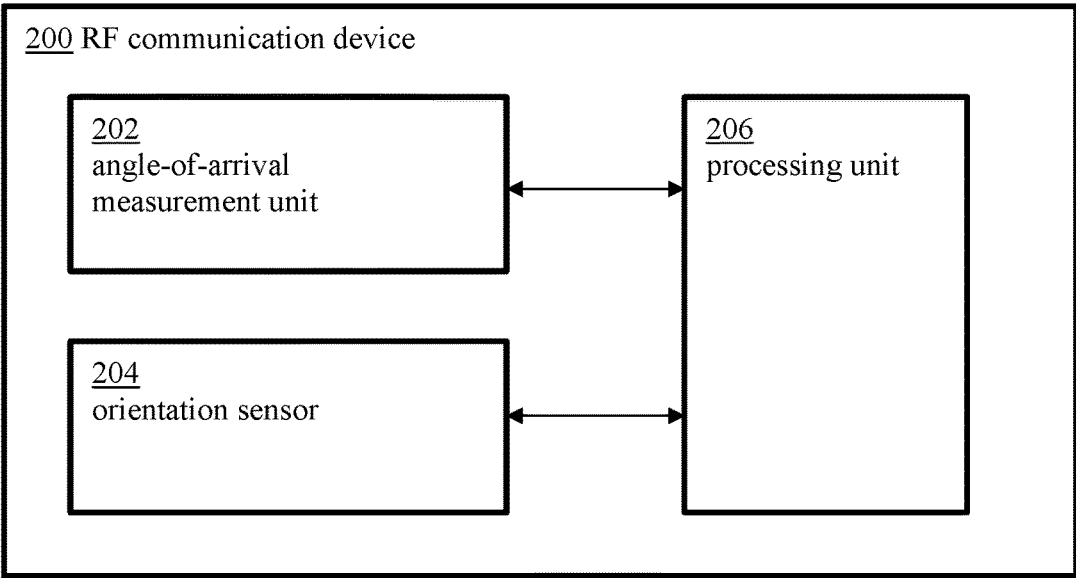 200 RF communication device
202
angle-of-arrival
measurement unit
206
processing unit
204
orientation sensor